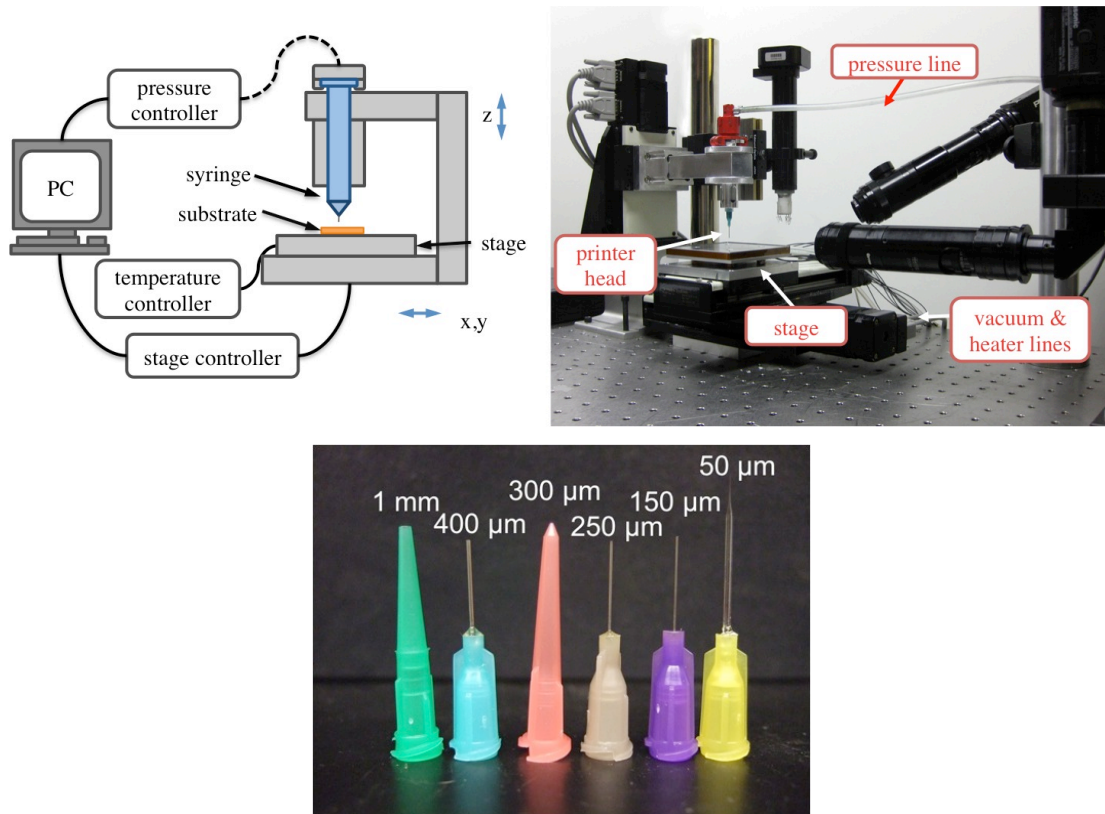 pressure
controller
z
PC
syringe
substrate
stage
temperature
controller
x,y
stage controller
pressure line
printer
head
stage
vacuum &
heater lines
1 mm
400 µm
300 µm
250 µm
150 µm
50 µm